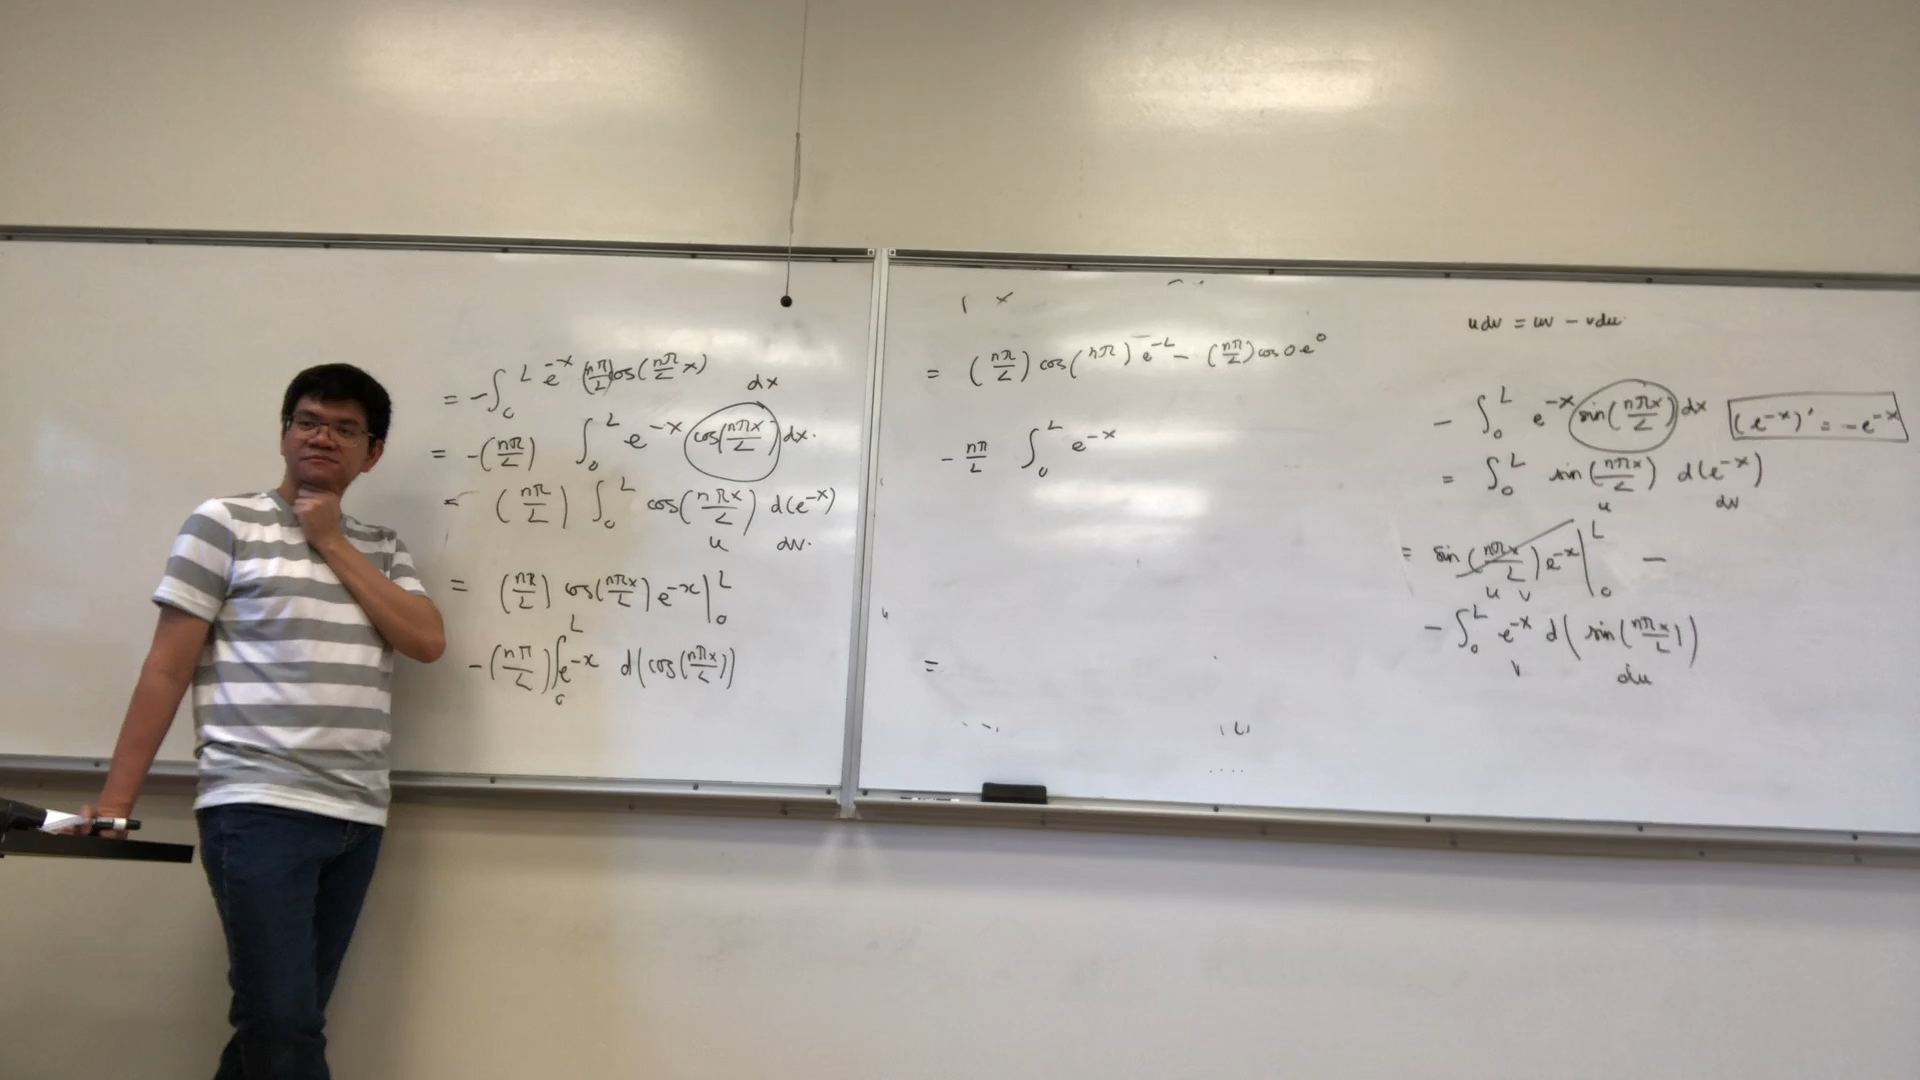 = -∫₀ᴸ e^{-x} (nπ/L) cos(nπ/L x) dx
= -(nπ/L) ∫₀ᴸ e^{-x} cos(nπx/L) dx.
= (nπ/L) ∫₀ᴸ cos(nπx/L) d(e^{-x})
u dv.
= (nπ/L) cos(nπx/L) e^{-x} |₀ᴸ
-(nπ/L) ∫₀ᴸ e^{-x} d(cos(nπx/L))
= (nπ/L) cos(nπ) e^{-L} - (nπ/L) cos 0 e^0
- nπ/L ∫₀ᴸ e^{-x}
=
udv = uv - vdu.
- ∫₀ᴸ e^{-x} sin(nπx/L) dx
(e^{-x})' = -e^{-x}
= ∫₀ᴸ sin(nπx/L) d(e^{-x})
u dv
= sin(nπx/L) e^{-x} |₀ᴸ -
u v
- ∫₀ᴸ e^{-x} d(sin(nπx/L))
v du